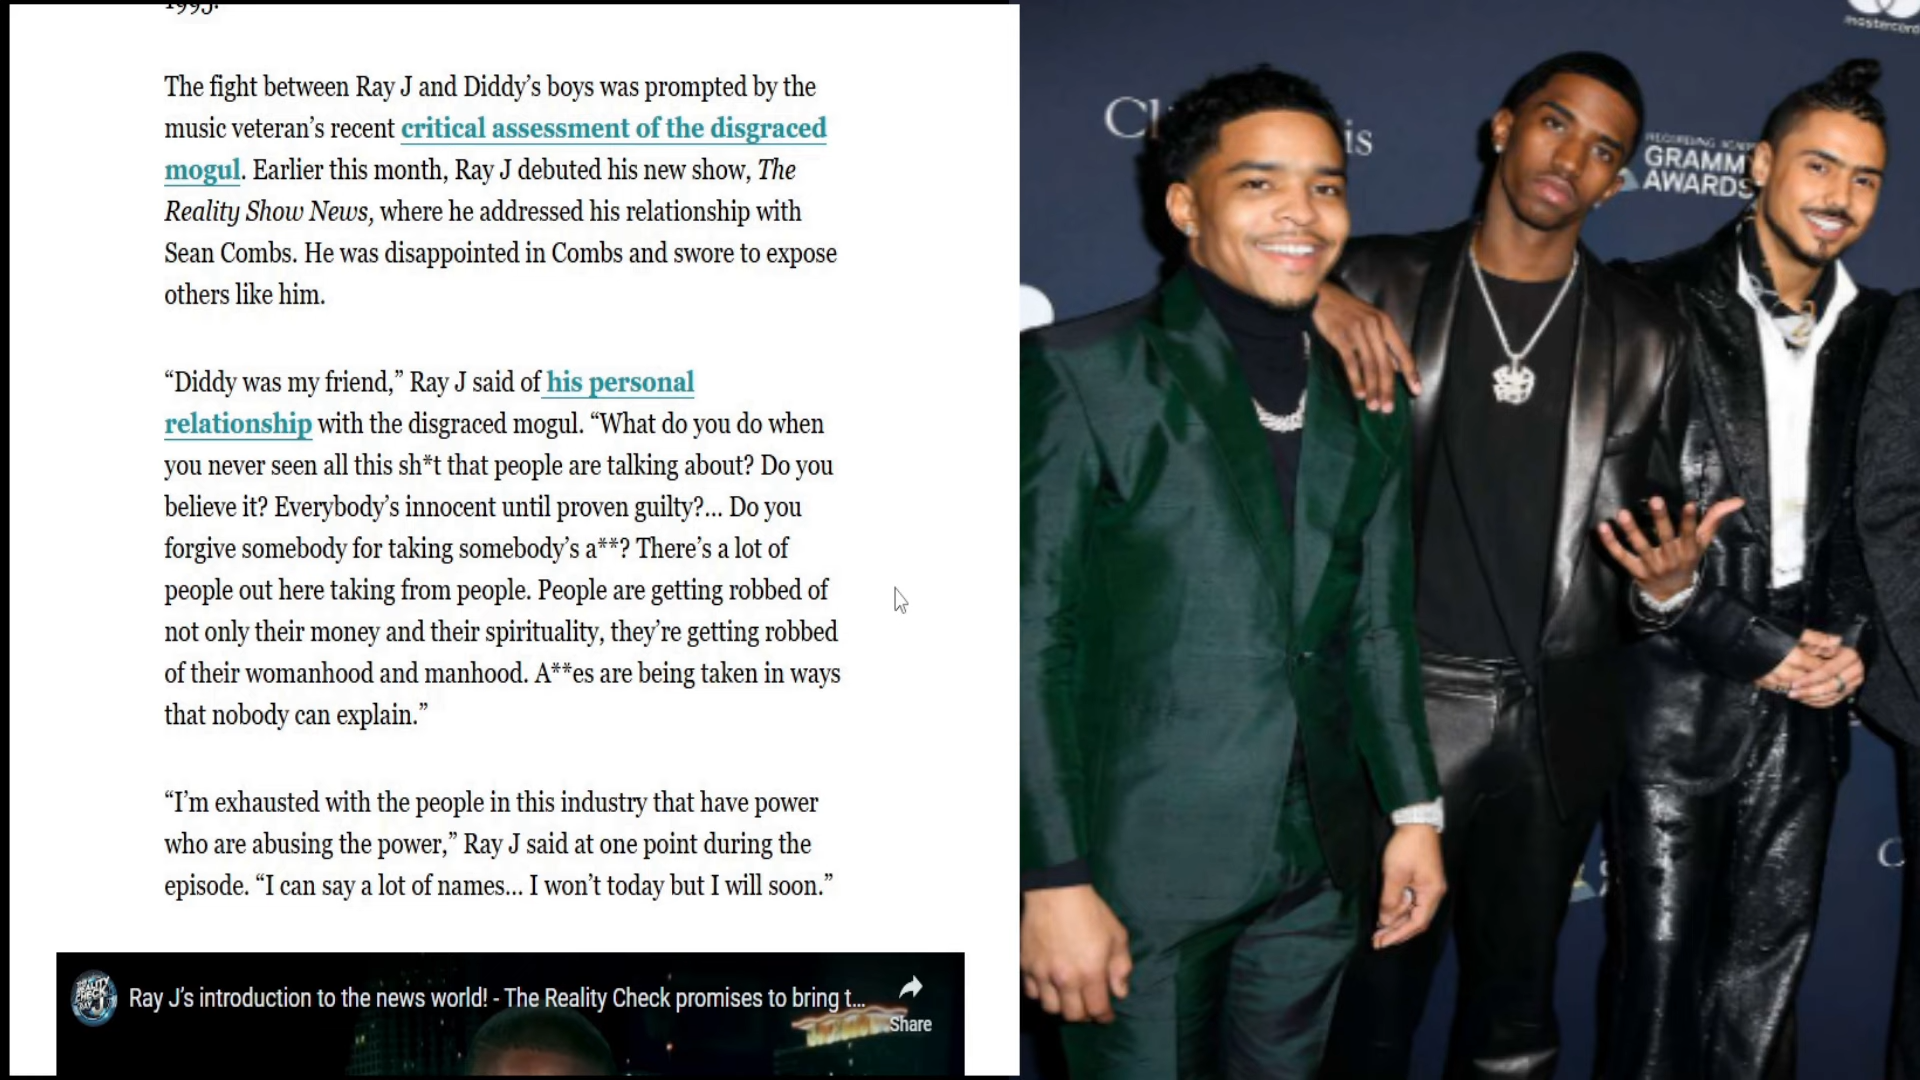 1995.
The fight between Ray J and Diddy’s boys was prompted by the
music veteran’s recent critical assessment of the disgraced
mogul. Earlier this month, Ray J debuted his new show, The
Reality Show News, where he addressed his relationship with
Sean Combs. He was disappointed in Combs and swore to expose
others like him.
“Diddy was my friend,” Ray J said of his personal
relationship with the disgraced mogul. “What do you do when
you never seen all this sh*t that people are talking about? Do you
believe it? Everybody’s innocent until proven guilty?... Do you
forgive somebody for taking somebody’s a**? There’s a lot of
people out here taking from people. People are getting robbed of
not only their money and their spirituality, they’re getting robbed
of their womanhood and manhood. A**es are being taken in ways
that nobody can explain.”
“I’m exhausted with the people in this industry that have power
who are abusing the power,” Ray J said at one point during the
episode. “I can say a lot of names... I won’t today but I will soon.”
Ray J’s introduction to the news world! - The Reality Check promises to bring t...
Share
mastercard
RECORDING ACADEMY
GRAMMY
AWARDS